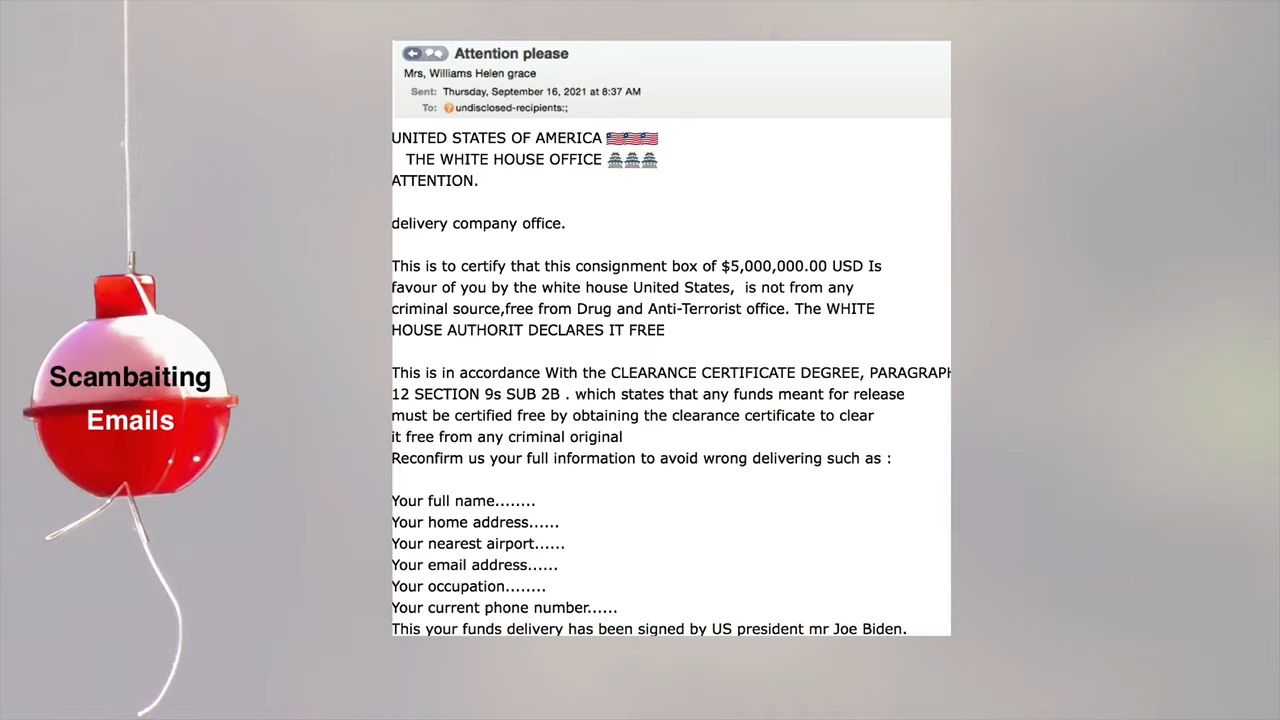 Scambaiting
Emails
Attention please
Mrs, Williams Helen grace
Sent: Thursday, September 16, 2021 at 8:37 AM
To: undisclosed-recipients:;
UNITED STATES OF AMERICA 🇱🇷🇱🇷🇱🇷
THE WHITE HOUSE OFFICE 🏯🏯🏯
ATTENTION.
delivery company office.
This is to certify that this consignment box of $5,000,000.00 USD Is
favour of you by the white house United States, is not from any
criminal source,free from Drug and Anti-Terrorist office. The WHITE
HOUSE AUTHORIT DECLARES IT FREE
This is in accordance With the CLEARANCE CERTIFICATE DEGREE, PARAGRAPH
12 SECTION 9s SUB 2B . which states that any funds meant for release
must be certified free by obtaining the clearance certificate to clear
it free from any criminal original
Reconfirm us your full information to avoid wrong delivering such as :
Your full name........
Your home address......
Your nearest airport......
Your email address......
Your occupation........
Your current phone number......
This your funds delivery has been signed by US president mr Joe Biden.